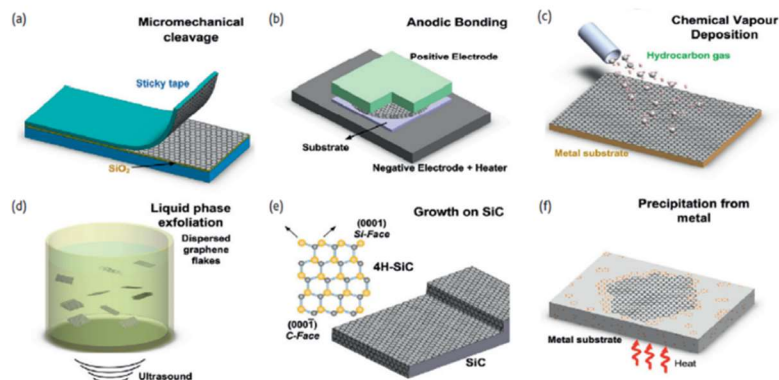 (a)
Micromechanical
cleavage
Sticky tape
SiO₂
(b)
Anodic Bonding
Positive Electrode
Substrate
Negative Electrode + Heater
(c)
Chemical Vapour
Deposition
Hydrocarbon gas
Metal substrate
(d)
Liquid phase
exfoliation
Dispersed
graphene
flakes
Ultrasound
(e)
Growth on SiC
(0001)
Si-Face
4H-SiC
(0001̅)
C-Face
SiC
(f)
Precipitation from
metal
Metal substrate
Heat